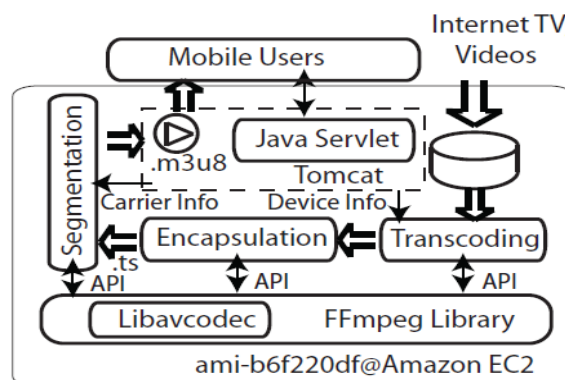 Internet TV
Videos
Mobile Users
Segmentation
.m3u8
Java Servlet
Tomcat
Carrier Info
Device Info
Encapsulation
Transcoding
.ts
API
API
API
Libavcodec
FFmpeg Library
ami-b6f220df@Amazon EC2